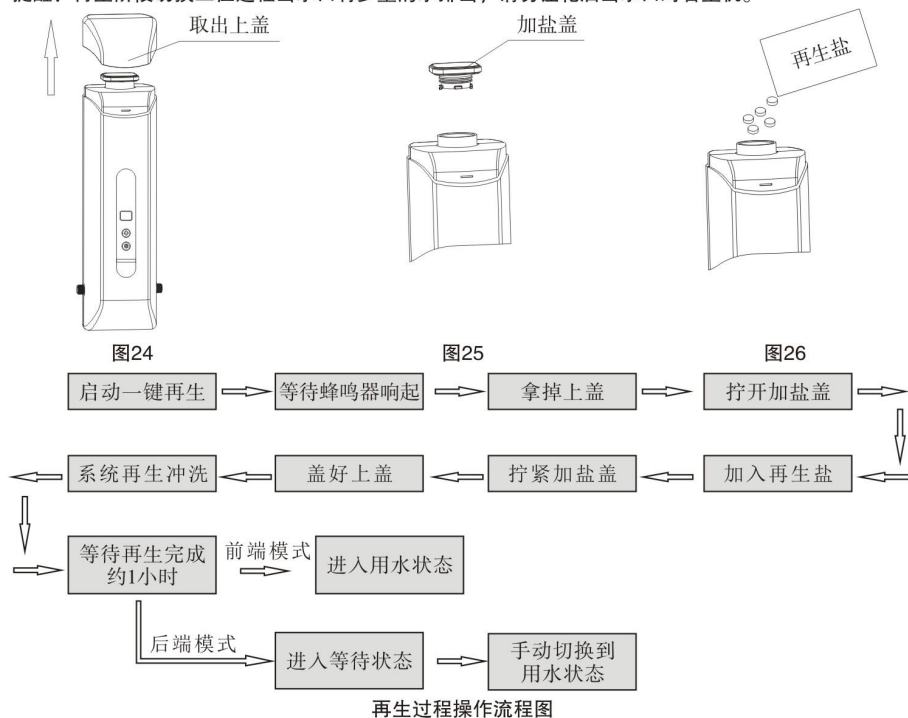 取出上盖
加盐盖
再生盐
图24
图25
图26
启动一键再生
等待蜂鸣器响起
拿掉上盖
拧开加盐盖
加入再生盐
拧紧加盐盖
盖好上盖
系统再生冲洗
等待再生完成
约1小时
前端模式
进入用水状态
后端模式
进入等待状态
手动切换到
用水状态
再生过程操作流程图